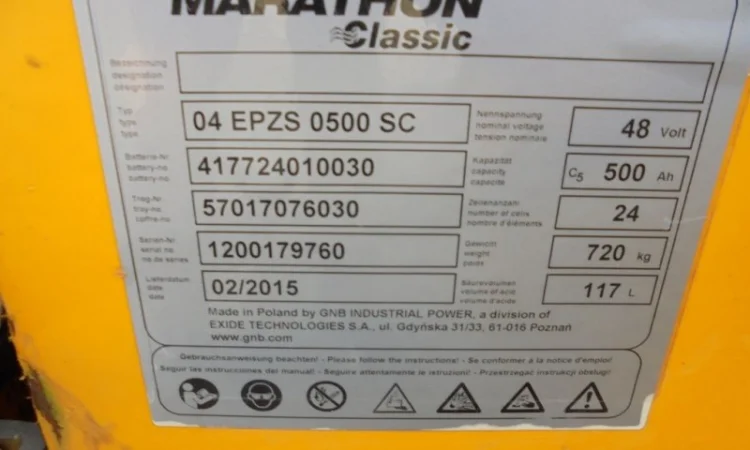 MARATHON
Classic
Bezeichnung
designation
désignation
Typ
type
type
04 EPZS 0500 SC
Nennspannung
nominal voltage
tension nominale
48 Volt
Batterie-Nr.
battery-no.
battery-no.
417724010030
Kapazität
capacity
capacité
C5 500 Ah
Trog-Nr.
tray-no.
coffre-no.
57017076030
Zellenanzahl
number of cells
nombre d'éléments
24
Serien-Nr.
serial no.
no de series
1200179760
Gewicht
weight
poids
720 kg
Lieferdatum
date
date
02/2015
Säurevolumen
volume of acid
volume d'acide
117 L
Made in Poland by GNB INDUSTRIAL POWER, a division of
EXIDE TECHNOLOGIES S.A., ul. Gdyńska 31/33, 61-016 Poznan
www.gnb.com
Gebrauchsanweisung beachten! - Please follow the instructions! - Se conformer à la notice d'emploi!
Seguir las instrucciones del manual! - Seguire attentamente le istruzioni! - Przestrzegać instrukcji obsługi!